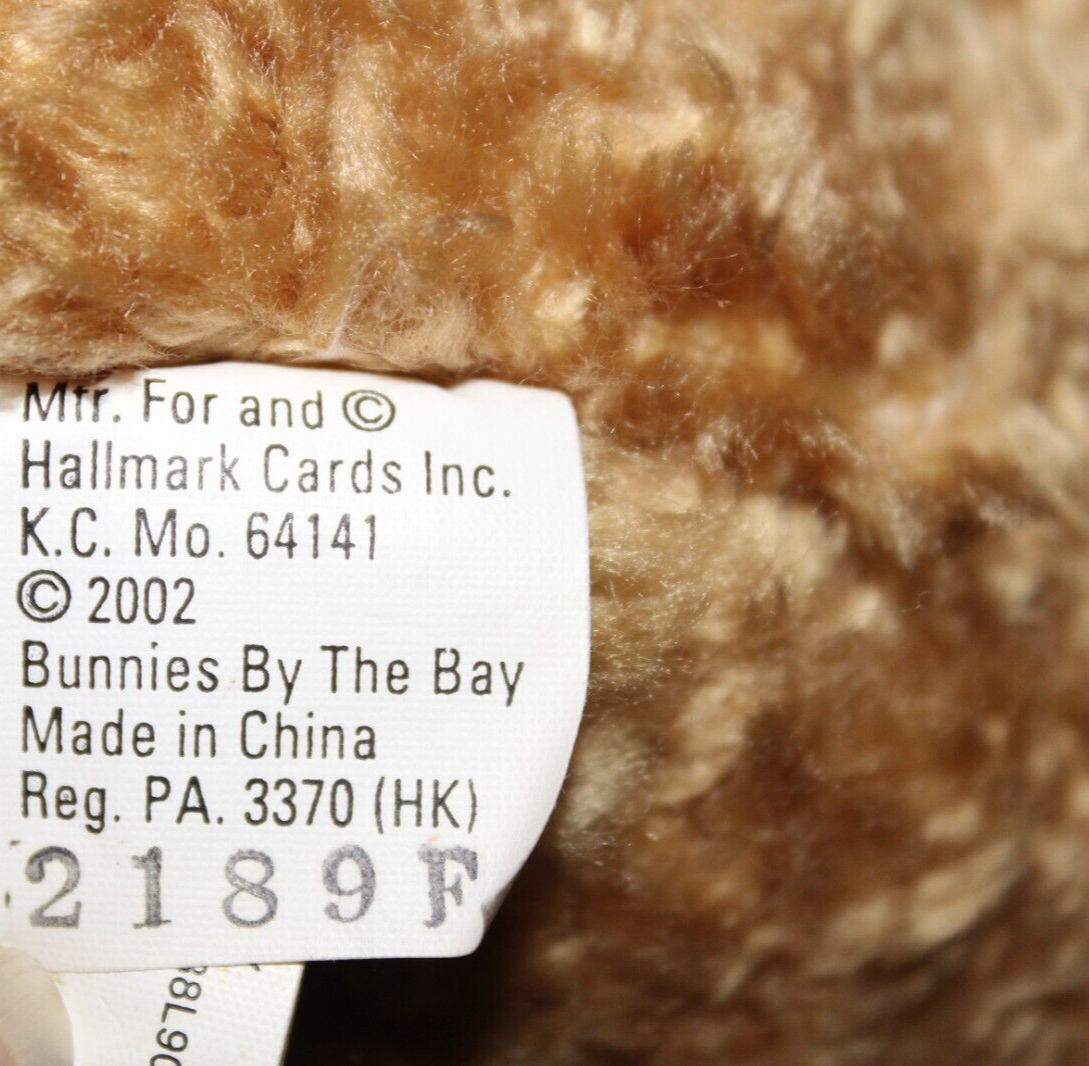 Mfr. For and ©
Hallmark Cards Inc.
K.C. Mo. 64141
© 2002
Bunnies By The Bay
Made in China
Reg. PA. 3370 (HK)
2189F